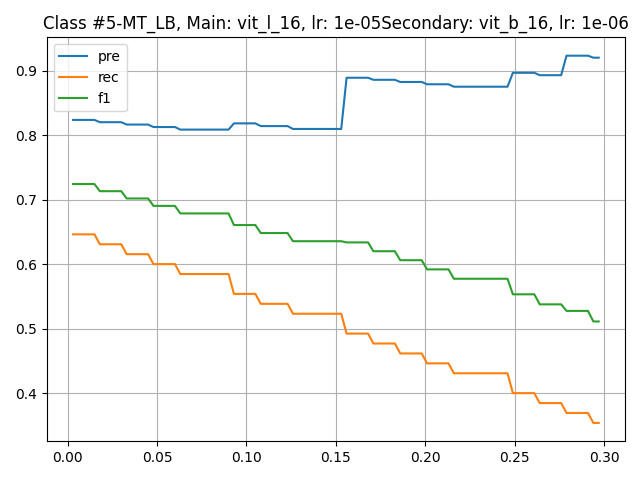 Class #5-MT_LB, Main: vit_l_16, lr: 1e-05Secondary: vit_b_16, lr: 1e-06
pre
rec
f1
0.9
0.8
0.7
0.6
0.5
0.4
0.00 0.05 0.10 0.15 0.20 0.25 0.30